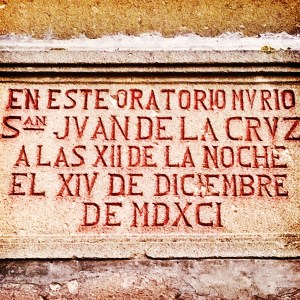 EN ESTE ORATORIO MVRIO
SAN JVAN DE LA CRVZ
A LAS XII DE LA NOCHE
EL XIV DE DICIEMBRE
DE MDXCI